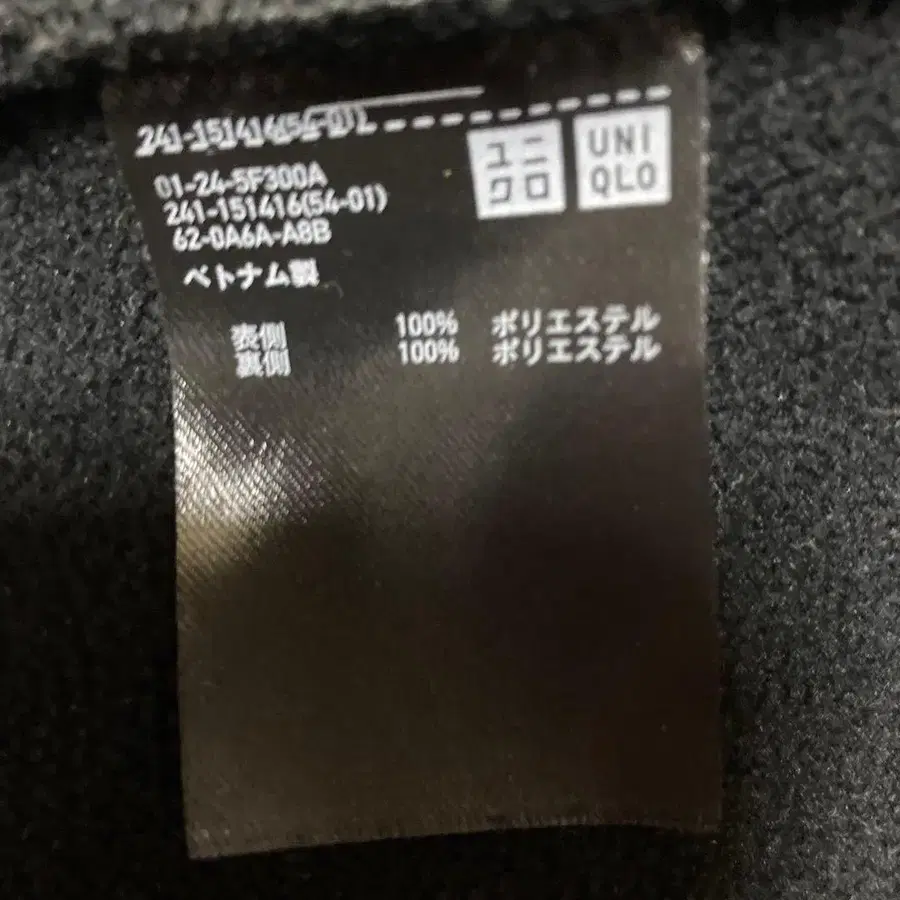 241-151416(54-01)
ユニ
クロ
UNI
QLO
01-24-5F300A
241-151416(54-01)
62-0A6A-A8B
ベトナム製
表側 100% ポリエステル
裏側 100% ポリエステル